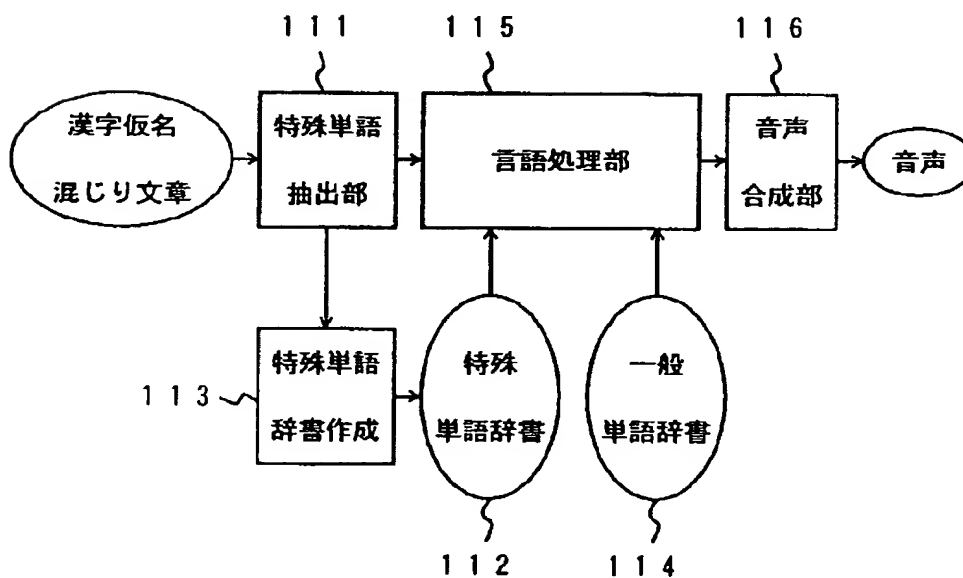 111
115
116
漢字仮名
混じり文章
特殊単語
抽出部
言語処理部
音声
合成部
音声
113
特殊単語
辞書作成
特殊
単語辞書
一般
単語辞書
112
114